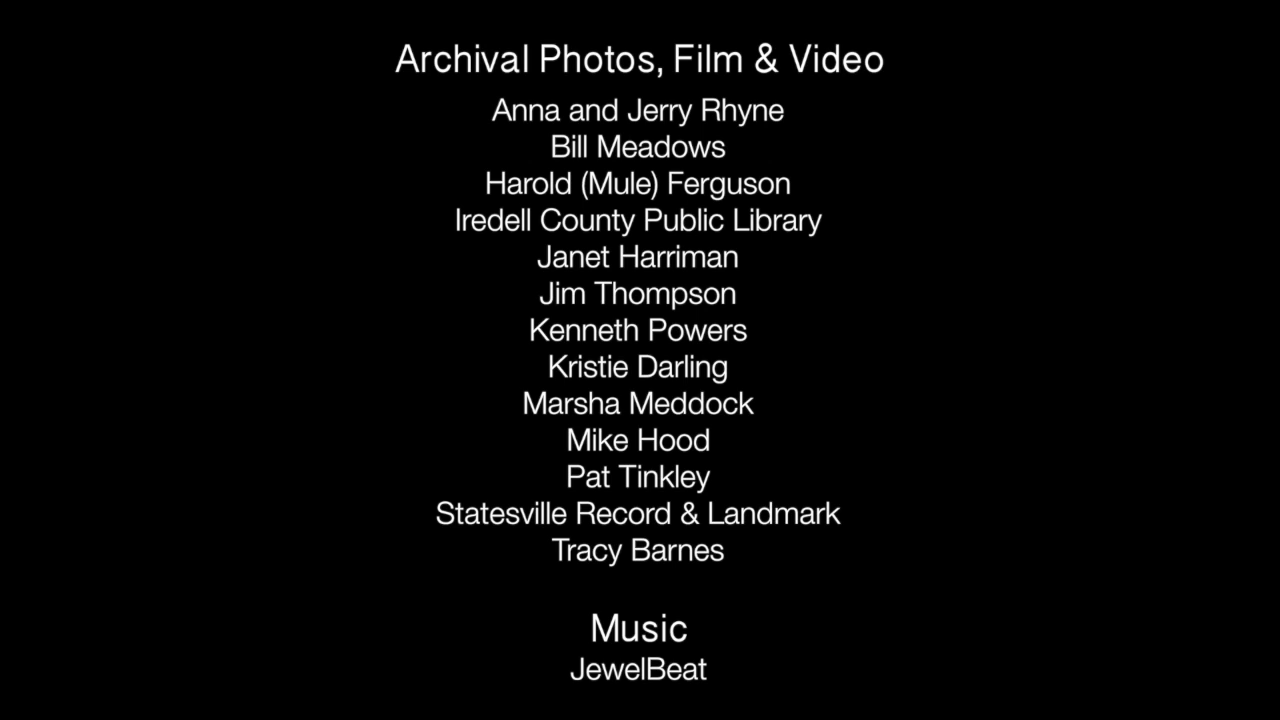 Archival Photos, Film & Video
Anna and Jerry Rhyne
Bill Meadows
Harold (Mule) Ferguson
Iredell County Public Library
Janet Harriman
Jim Thompson
Kenneth Powers
Kristie Darling
Marsha Meddock
Mike Hood
Pat Tinkley
Statesville Record & Landmark
Tracy Barnes
Music
JewelBeat